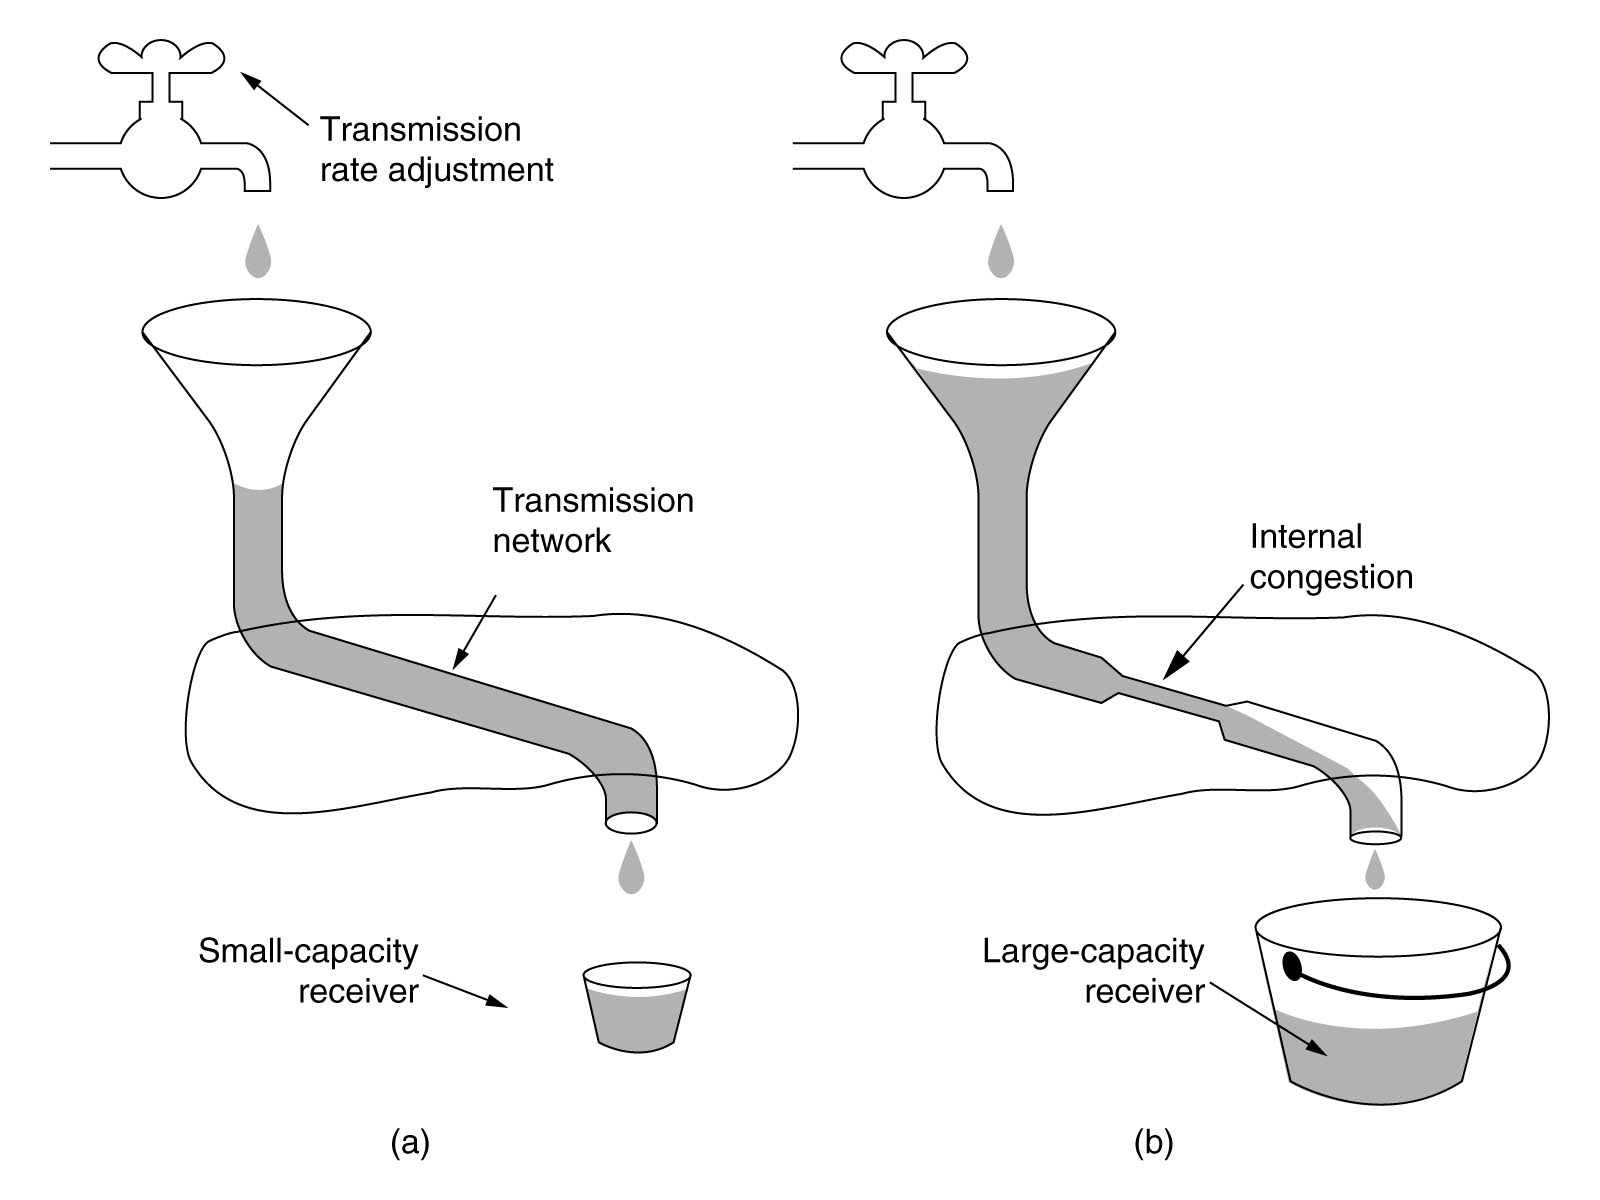 Transmission
rate adjustment
Transmission
network
Internal
congestion
Small-capacity
receiver
Large-capacity
receiver
(a)
(b)